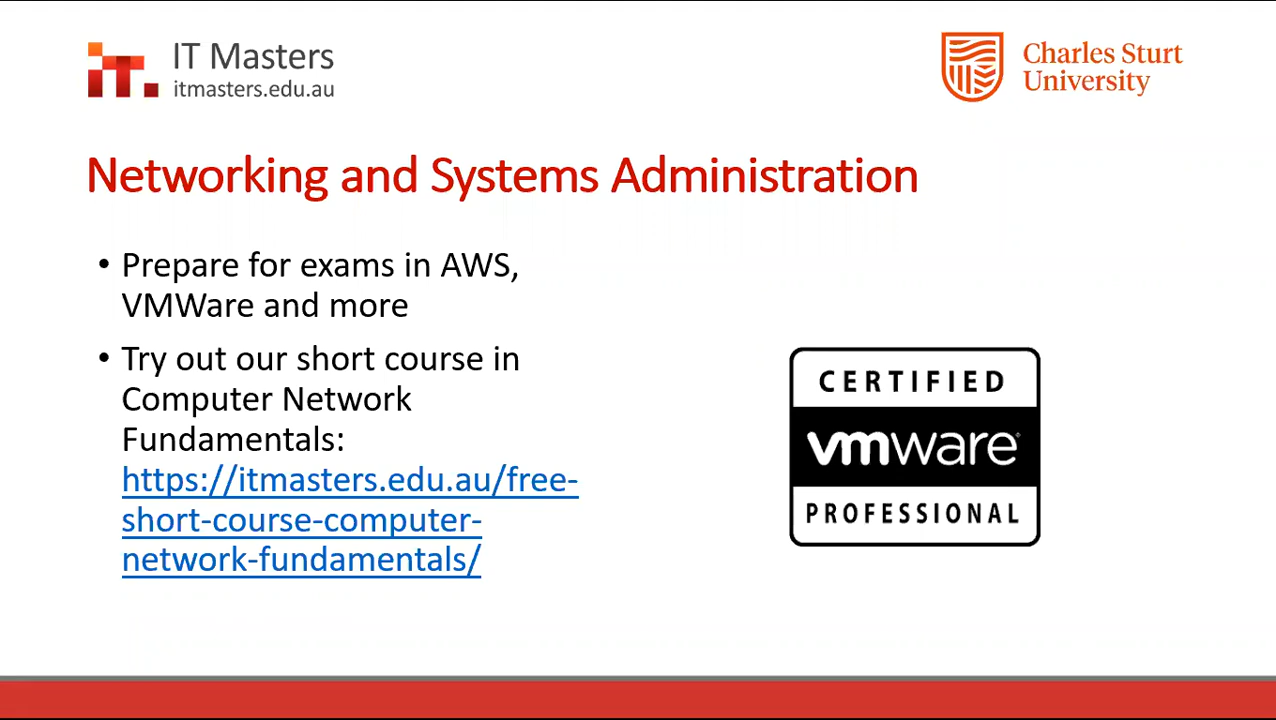 IT Masters
itmasters.edu.au
Charles Sturt
University
Networking and Systems Administration
• Prepare for exams in AWS,
VMWare and more
• Try out our short course in
Computer Network
Fundamentals:
https://itmasters.edu.au/free-
short-course-computer-
network-fundamentals/
CERTIFIED
vmware®
PROFESSIONAL